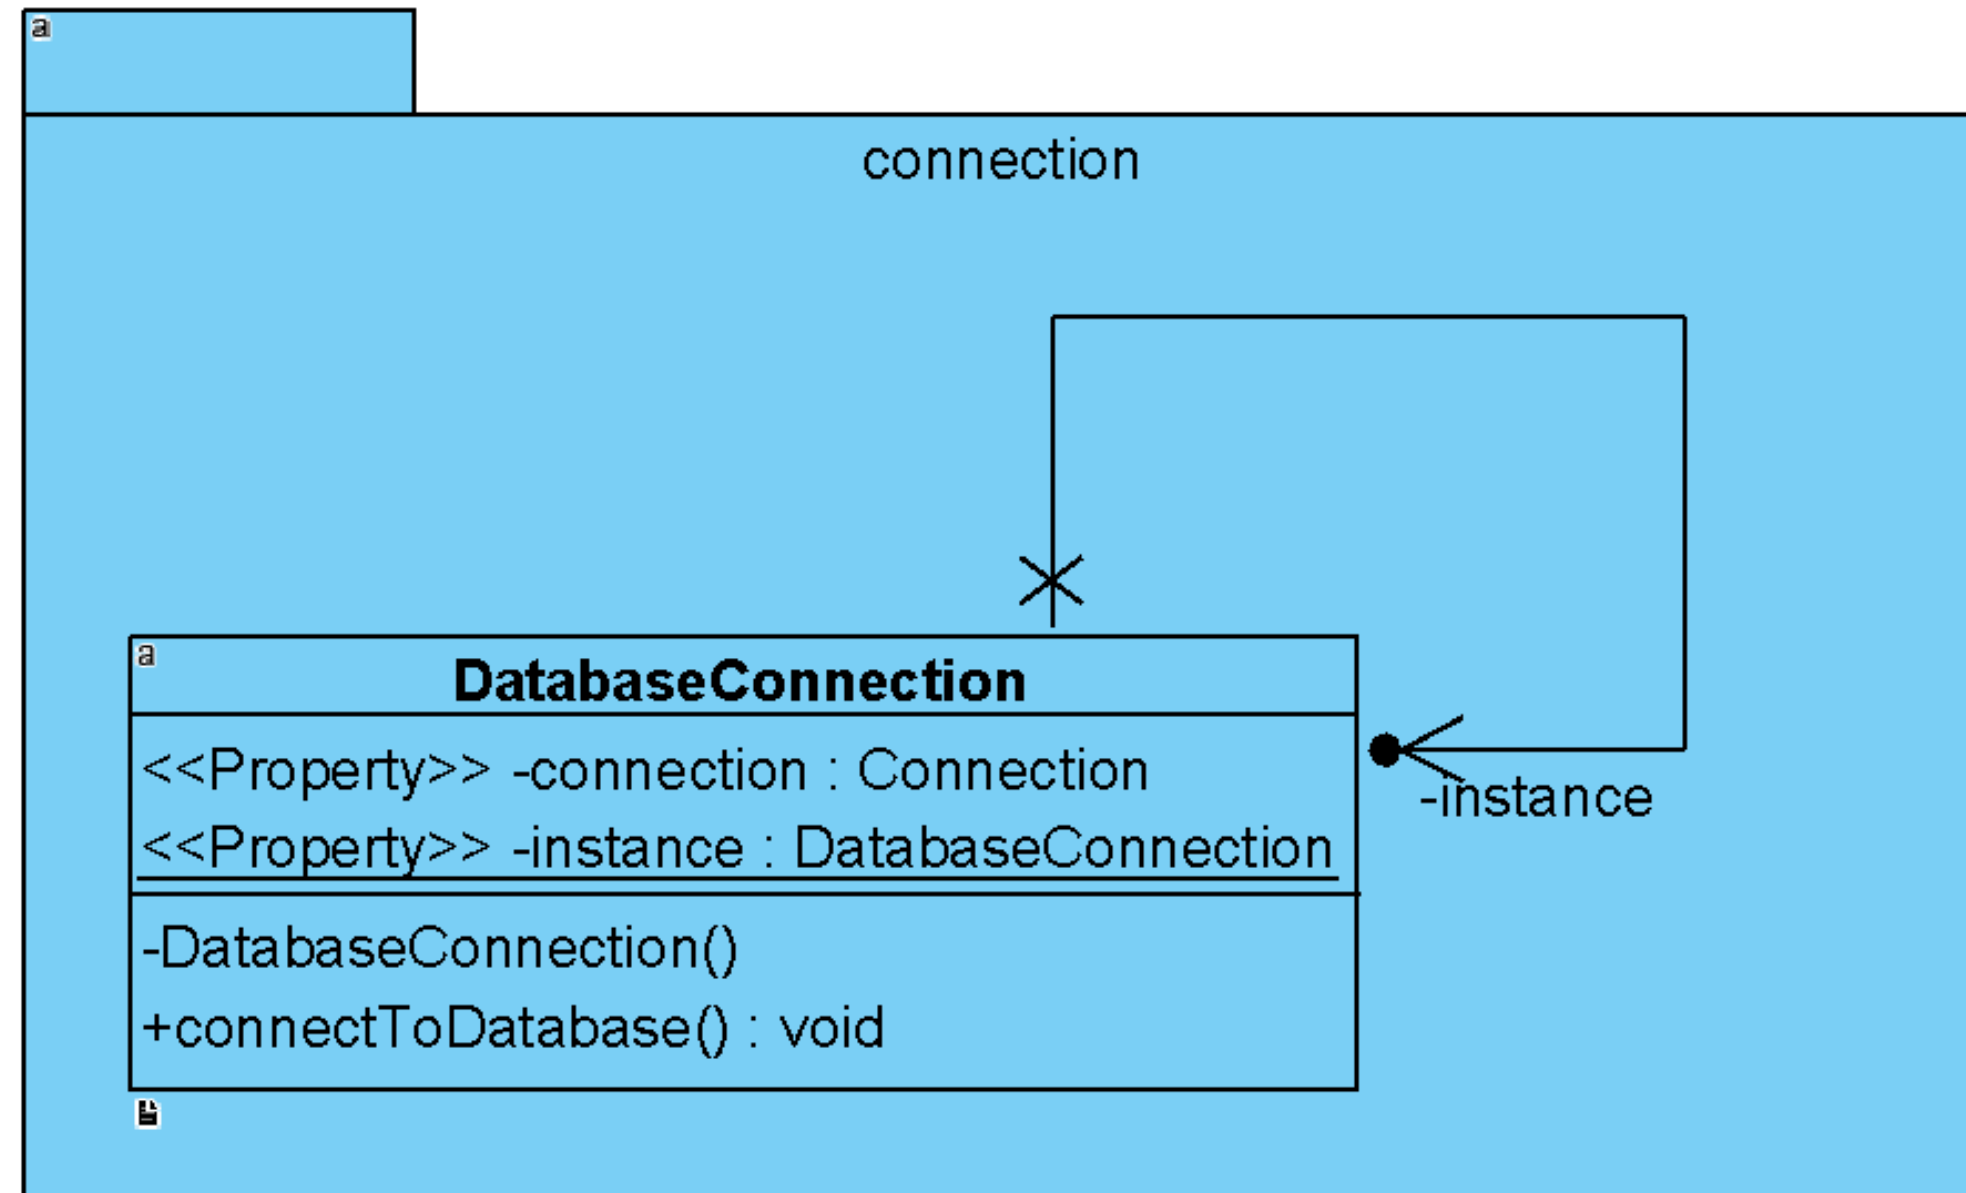 a
connection
a
DatabaseConnection
<<Property>> -connection : Connection
<<Property>> -instance : DatabaseConnection
-instance
-DatabaseConnection()
+connectToDatabase() : void